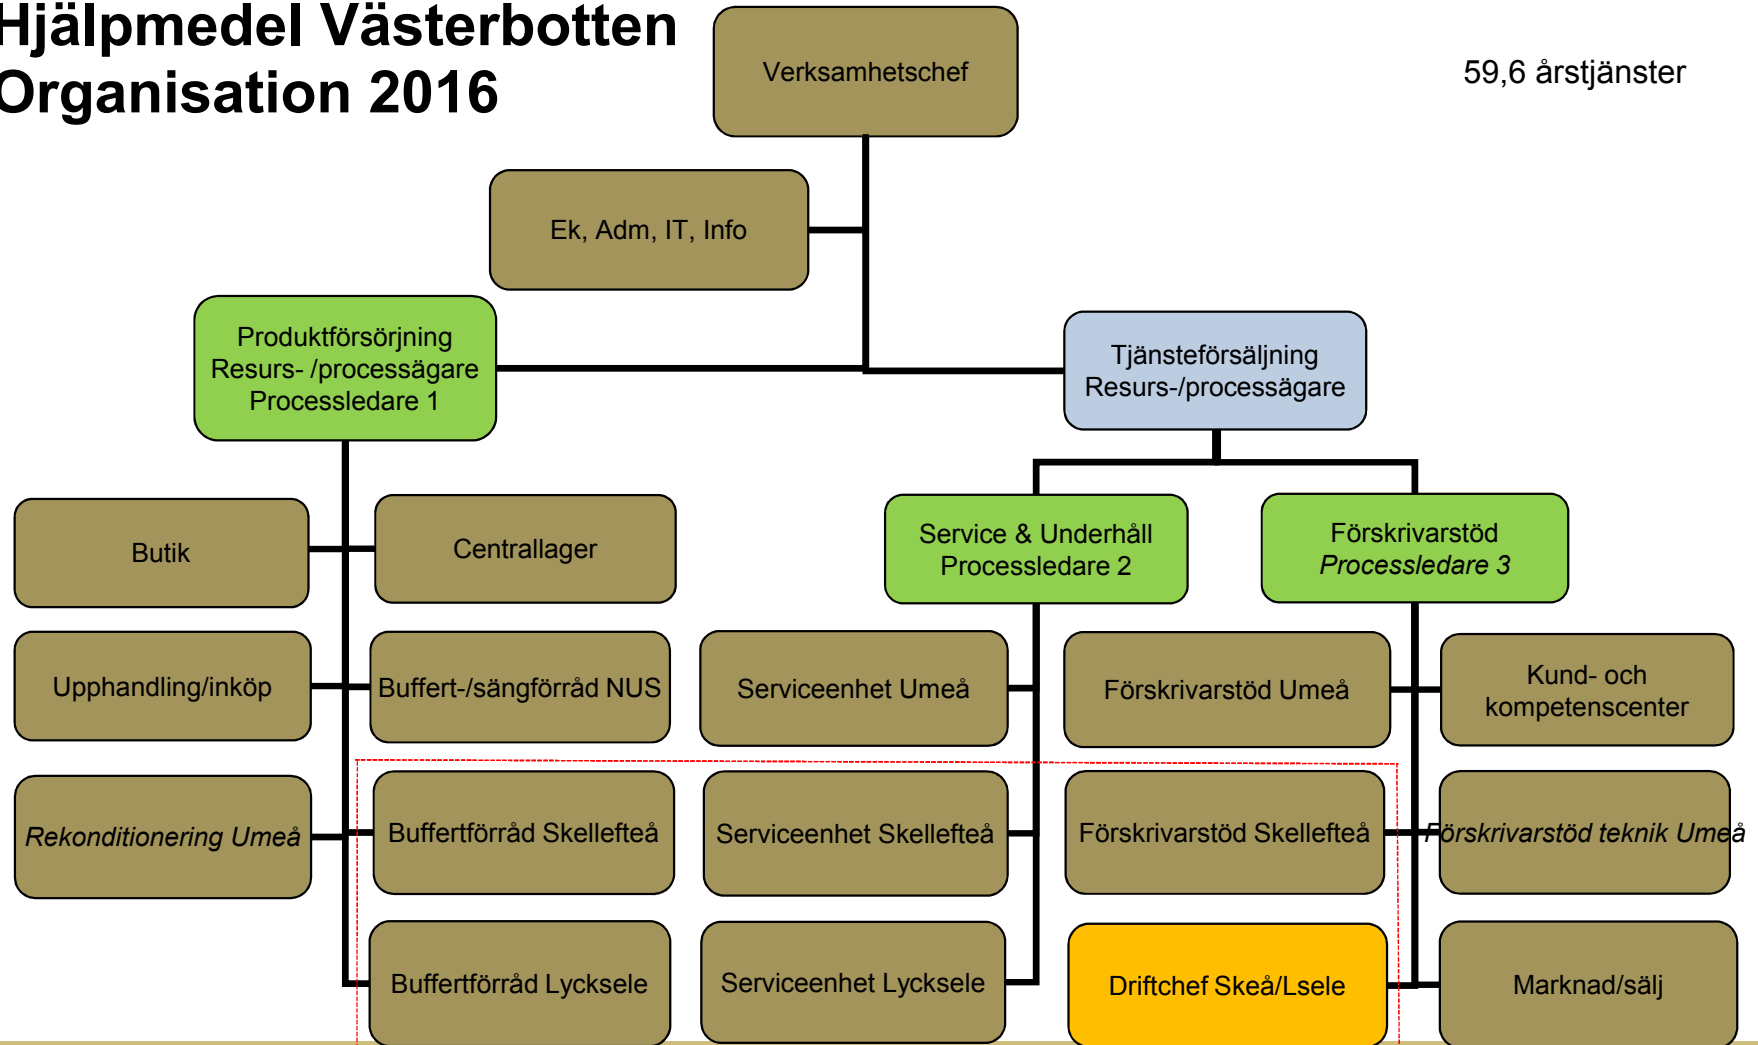 Hjälpmedel Västerbotten
Organisation 2016
Verksamhetschef
59,6 årstjänster
Ek, Adm, IT, Info
Produktförsörjning
Resurs- /processägare
Processledare 1
Tjänsteförsäljning
Resurs-/processägare
Butik
Centrallager
Service & Underhåll
Processledare 2
Förskrivarstöd
Processledare 3
Upphandling/inköp
Buffert-/sängförråd NUS
Serviceenhet Umeå
Förskrivarstöd Umeå
Kund- och
kompetenscenter
Rekonditionering Umeå
Buffertförråd Skellefteå
Serviceenhet Skellefteå
Förskrivarstöd Skellefteå
Förskrivarstöd teknik Umeå
Buffertförråd Lycksele
Serviceenhet Lycksele
Driftchef Skeå/Lsele
Marknad/sälj